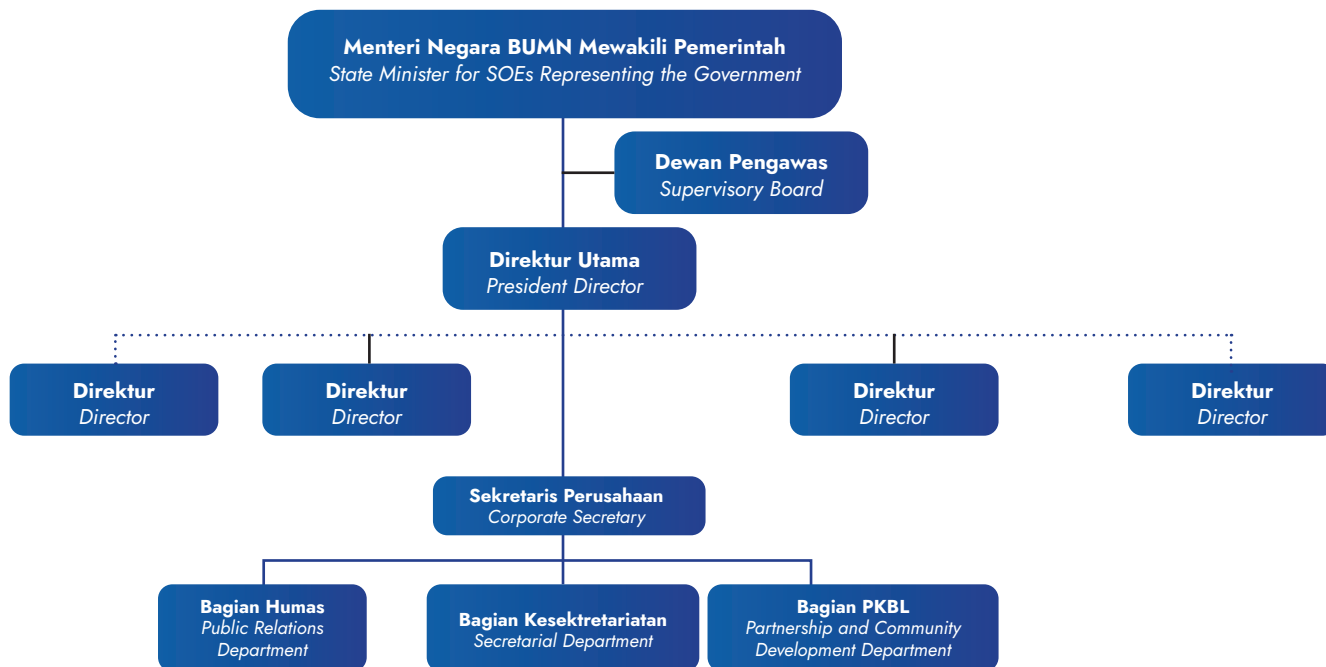 Menteri Negara BUMN Mewakili Pemerintah
State Minister for SOEs Representing the Government
Dewan Pengawas
Supervisory Board
Direktur Utama
President Director
Direktur
Director
Direktur
Director
Direktur
Director
Direktur
Director
Sekretaris Perusahaan
Corporate Secretary
Bagian Humas
Public Relations
Department
Bagian Kesektretariatan
Secretarial Department
Bagian PKBL
Partnership and Community
Development Department